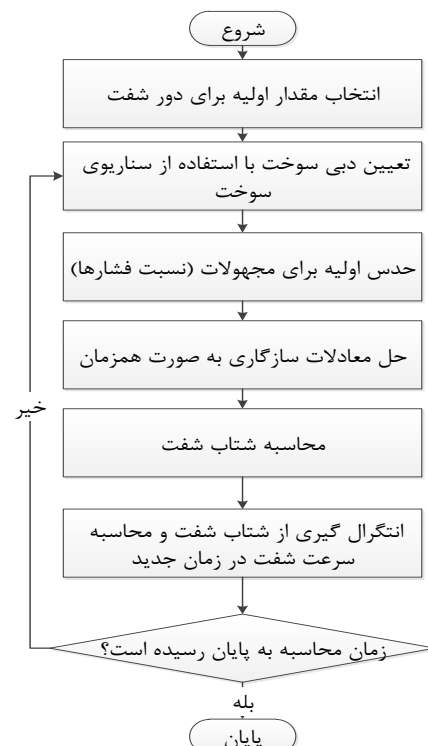 شروع
انتخاب مقدار اولیه برای دور شفت
تعیین دبی سوخت با استفاده از سناریوی
سوخت
حدس اولیه برای مجهولات (نسبت فشارها)
حل معادلات سازگاری به صورت همزمان
خیر
محاسبه شتاب شفت
انتگرال گیری از شتاب شفت و محاسبه
سرعت شفت در زمان جدید
زمان محاسبه به پایان رسیده است؟
بله
پایان